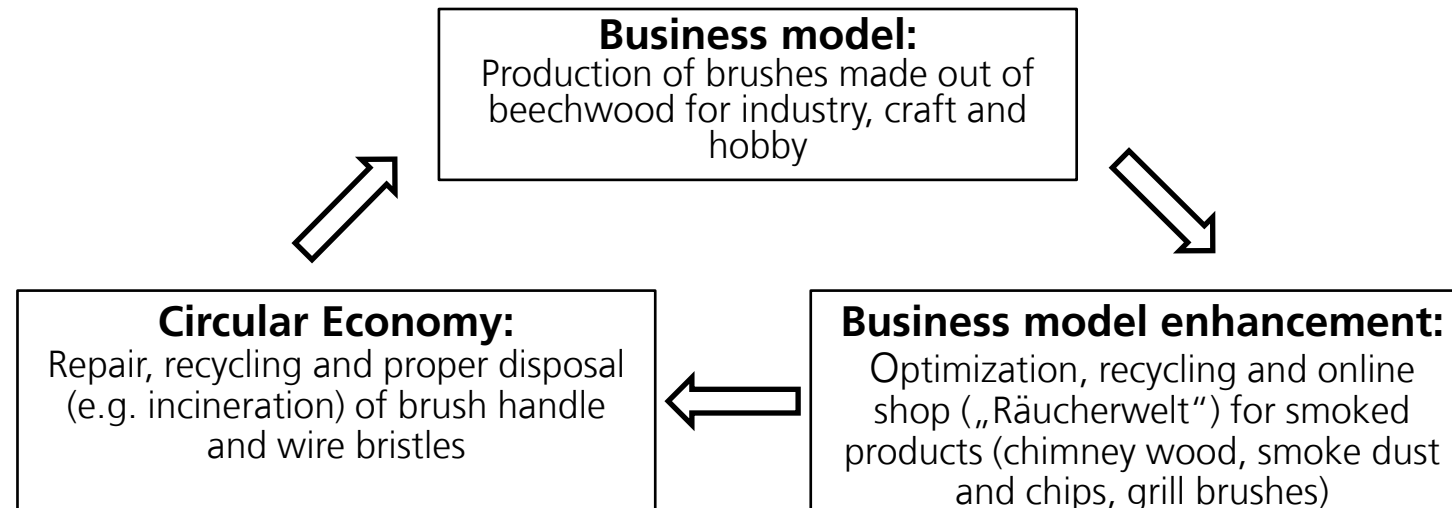 Business model:
Production of brushes made out of
beechwood for industry, craft and
hobby
Circular Economy:
Repair, recycling and proper disposal
(e.g. incineration) of brush handle
and wire bristles
Business model enhancement:
Optimization, recycling and online
shop („Räucherwelt“) for smoked
products (chimney wood, smoke dust
and chips, grill brushes)